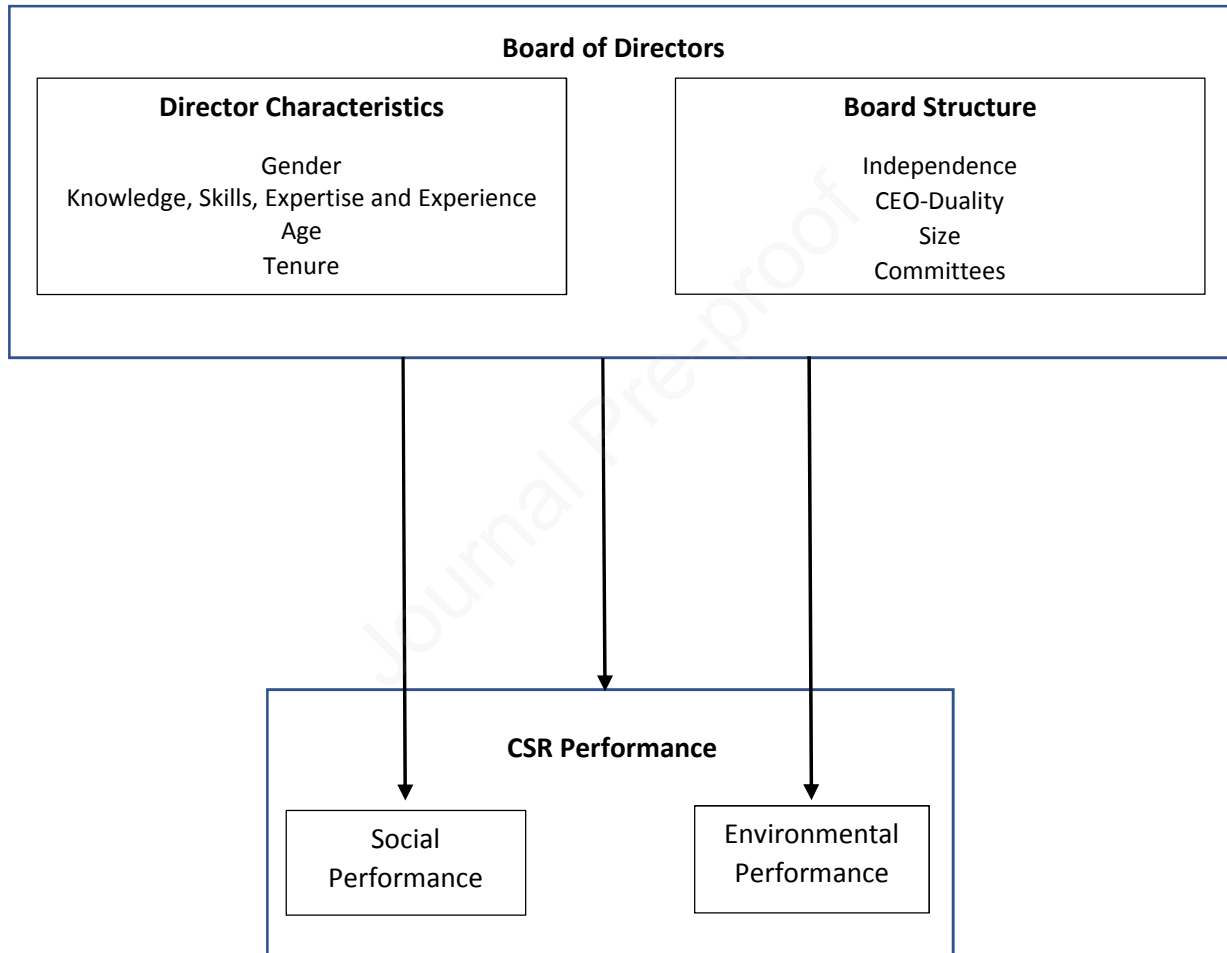 Board of Directors
Director Characteristics
Gender
Knowledge, Skills, Expertise and Experience
Age
Tenure
Board Structure
Independence
CEO-Duality
Size
Committees
Journal Pre-proof
CSR Performance
Social
Performance
Environmental
Performance